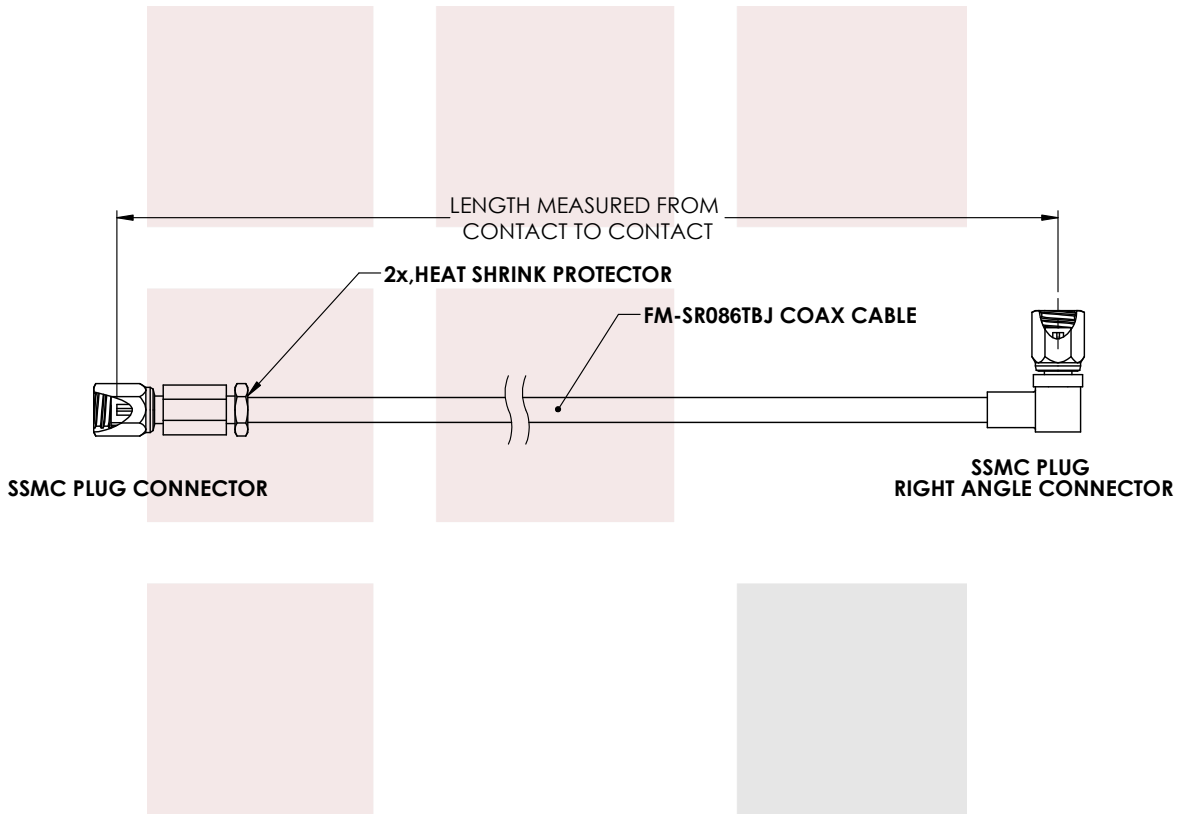 LENGTH MEASURED FROM
CONTACT TO CONTACT
2x,HEAT SHRINK PROTECTOR
FM-SR086TBJ COAX CABLE
SSMC PLUG CONNECTOR
SSMC PLUG
RIGHT ANGLE CONNECTOR